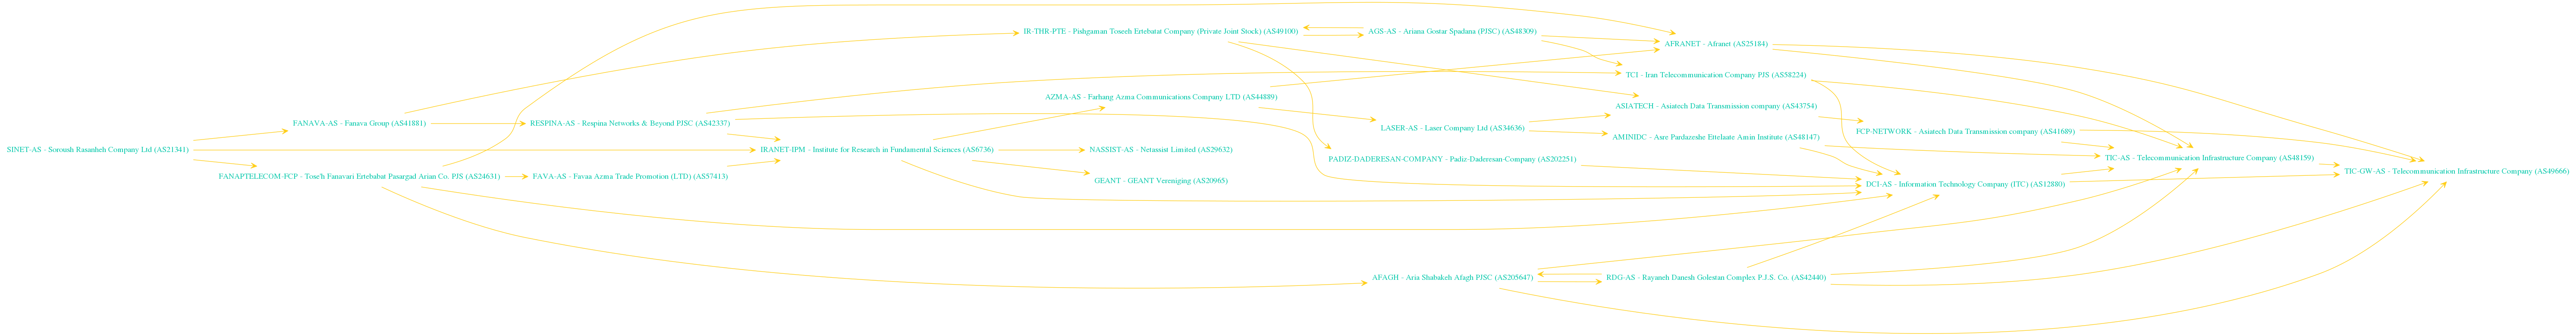 IR-THR-PTE - Pishgaman Toseeh Ertebatat Company (Private Joint Stock) (AS49100)
AGS-AS - Ariana Gostar Spadana (PJSC) (AS48309)
AFRANET - Afranet (AS25184)
TCI - Iran Telecommunication Company PJS (AS58224)
AZMA-AS - Farhang Azma Communications Company LTD (AS44889)
ASIATECH - Asiatech Data Transmission company (AS43754)
FANAVA-AS - Fanava Group (AS41881)
RESPINA-AS - Respina Networks & Beyond PJSC (AS42337)
LASER-AS - Laser Company Ltd (AS34636)
FCP-NETWORK - Asiatech Data Transmission company (AS41689)
AMINIDC - Asre Pardazeshe Ettelaate Amin Institute (AS48147)
SINET-AS - Soroush Rasanheh Company Ltd (AS21341)
IRANET-IPM - Institute for Research in Fundamental Sciences (AS6736)
NASSIST-AS - Netassist Limited (AS29632)
PADIZ-DADERESAN-COMPANY - Padiz-Daderesan-Company (AS202251)
TIC-AS - Telecommunication Infrastructure Company (AS48159)
TIC-GW-AS - Telecommunication Infrastructure Company (AS49666)
FANAPTELECOM-FCP - Tose'h Fanavari Ertebabat Pasargad Arian Co. PJS (AS24631)
FAVA-AS - Favaa Azma Trade Promotion (LTD) (AS57413)
GEANT - GEANT Vereniging (AS20965)
DCI-AS - Information Technology Company (ITC) (AS12880)
AFAGH - Aria Shabakeh Afagh PJSC (AS205647)
RDG-AS - Rayaneh Danesh Golestan Complex P.J.S. Co. (AS42440)